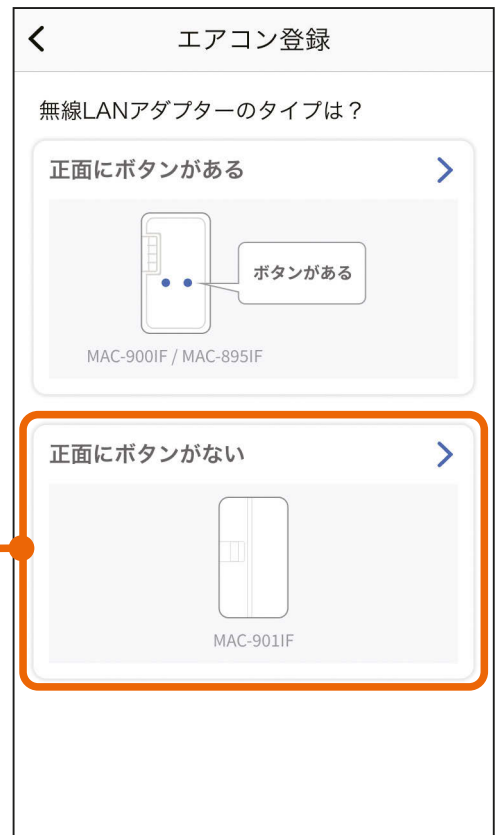 エアコン登録
無線LANアダプターのタイプは？
正面にボタンがある
ボタンがある
MAC-900IF / MAC-895IF
正面にボタンがない
MAC-901IF